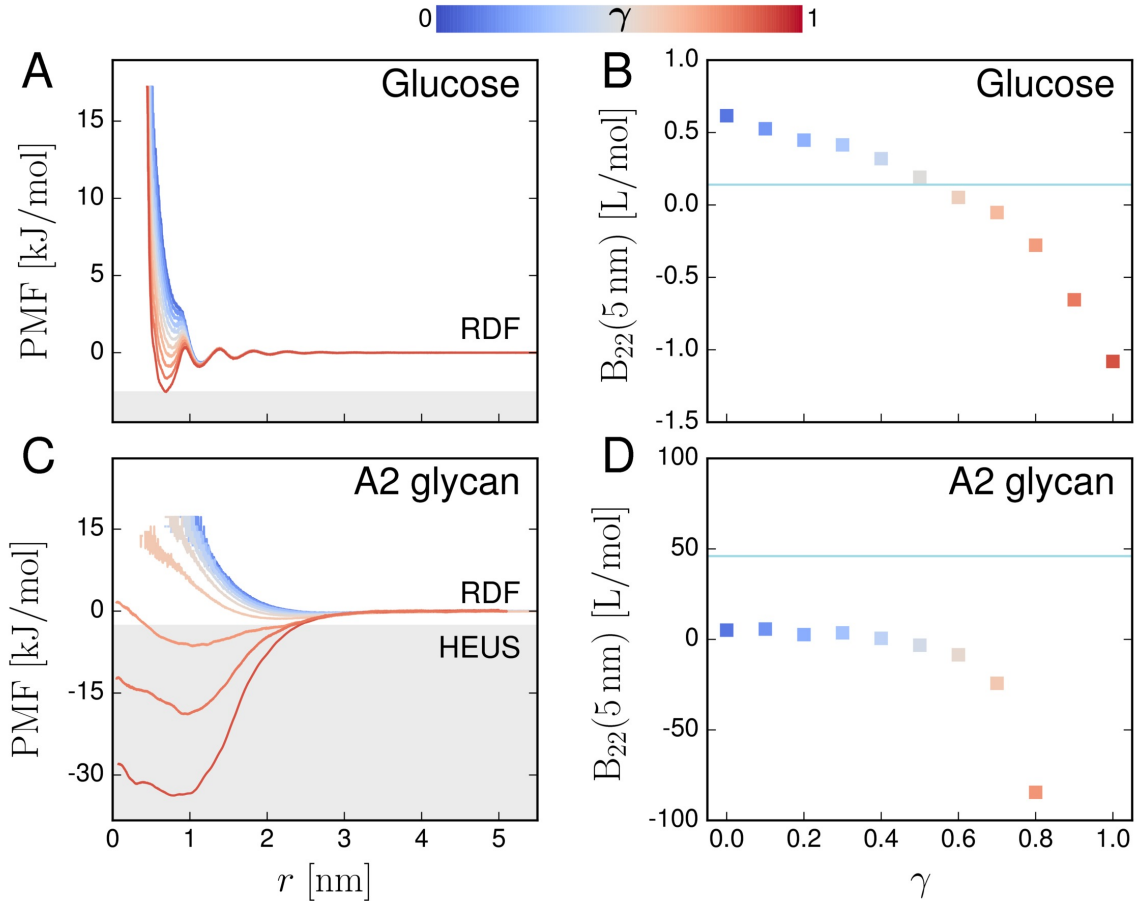 0 γ 1
A
Glucose
PMF [kJ/mol]
15
10
5
0
RDF
0 1 2 3 4 5
B
Glucose
B₂₂(5 nm) [L/mol]
1.0
0.5
0.0
-0.5
-1.0
-1.5
C
A2 glycan
PMF [kJ/mol]
15
0
-15
-30
RDF
HEUS
r [nm]
D
A2 glycan
B₂₂(5 nm) [L/mol]
100
50
0
-50
-100
0.0 0.2 0.4 0.6 0.8 1.0
γ